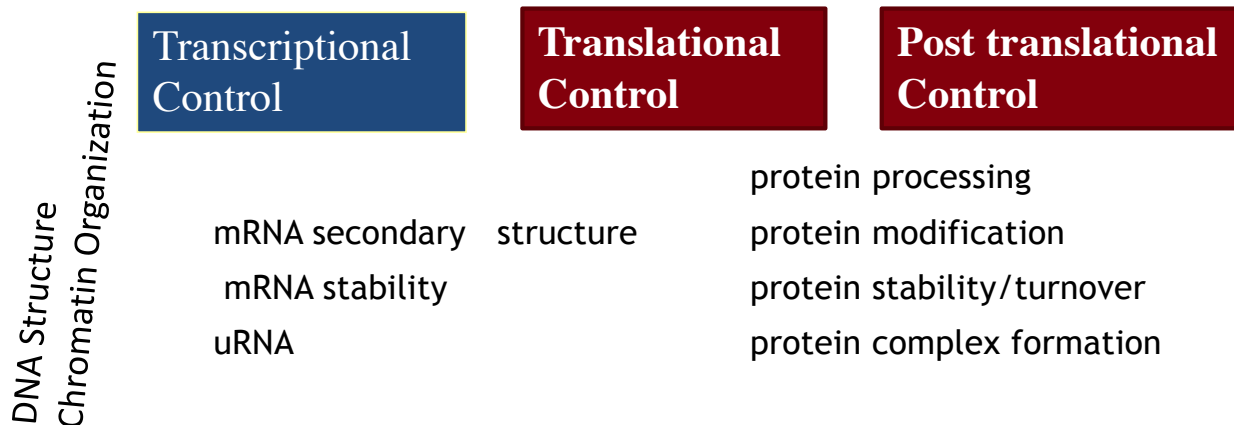 DNA Structure
Chromatin Organization
Transcriptional
Control
Translational
Control
Post translational
Control
protein processing
mRNA secondary structure protein modification
mRNA stability protein stability/turnover
uRNA protein complex formation